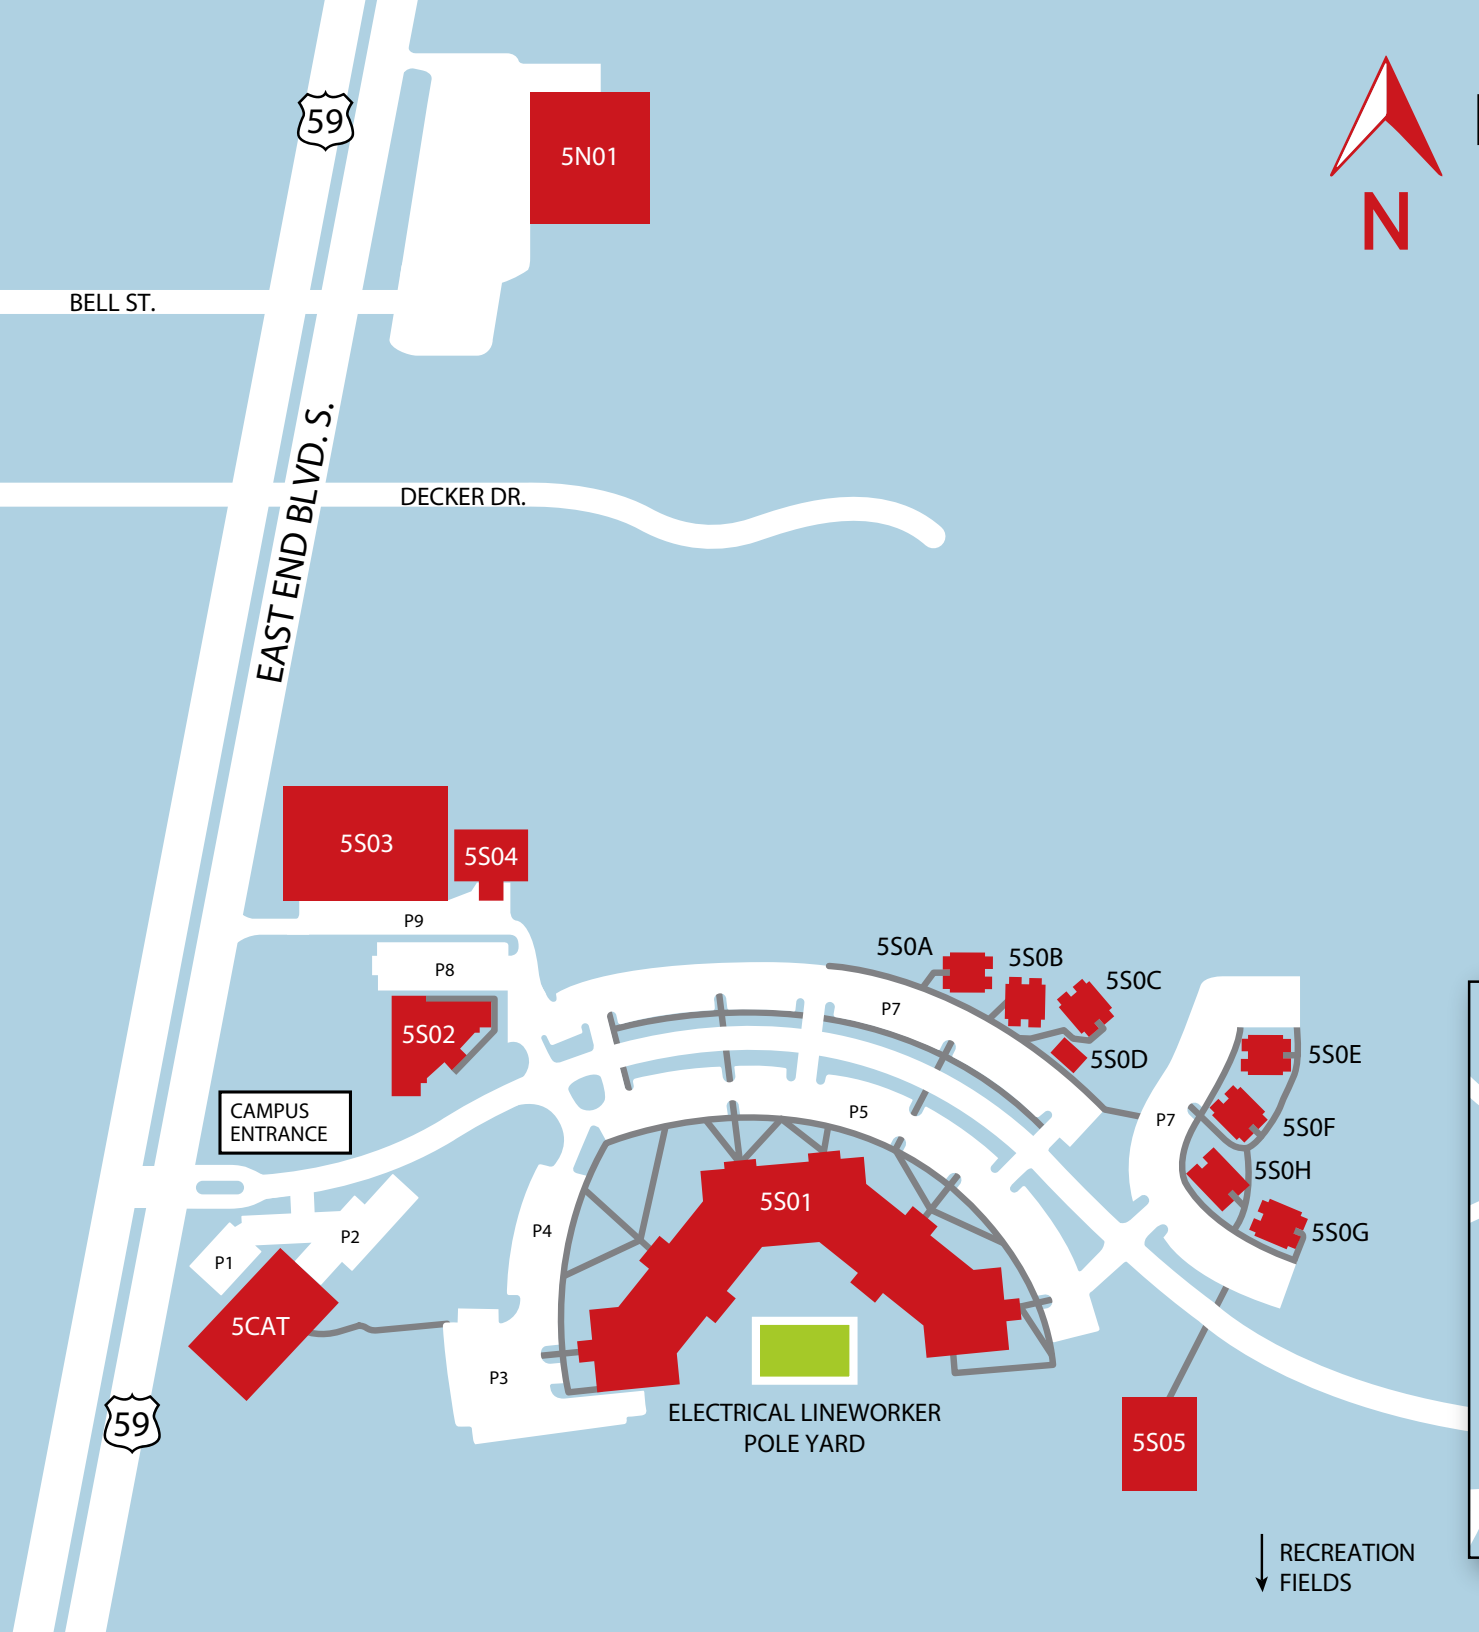 59
5N01
N
BELL ST.
EAST END BLVD. S.
DECKER DR.
5S03
5S04
P9
P8
5S02
5S0A
5S0B
5S0C
P7
5S0D
5S0E
P5
P7
5S0F
CAMPUS
ENTRANCE
5S0H
5S01
P4
P2
5S0G
P1
5CAT
P3
59
ELECTRICAL LINEWORKER
POLE YARD
5S05
RECREATION
FIELDS